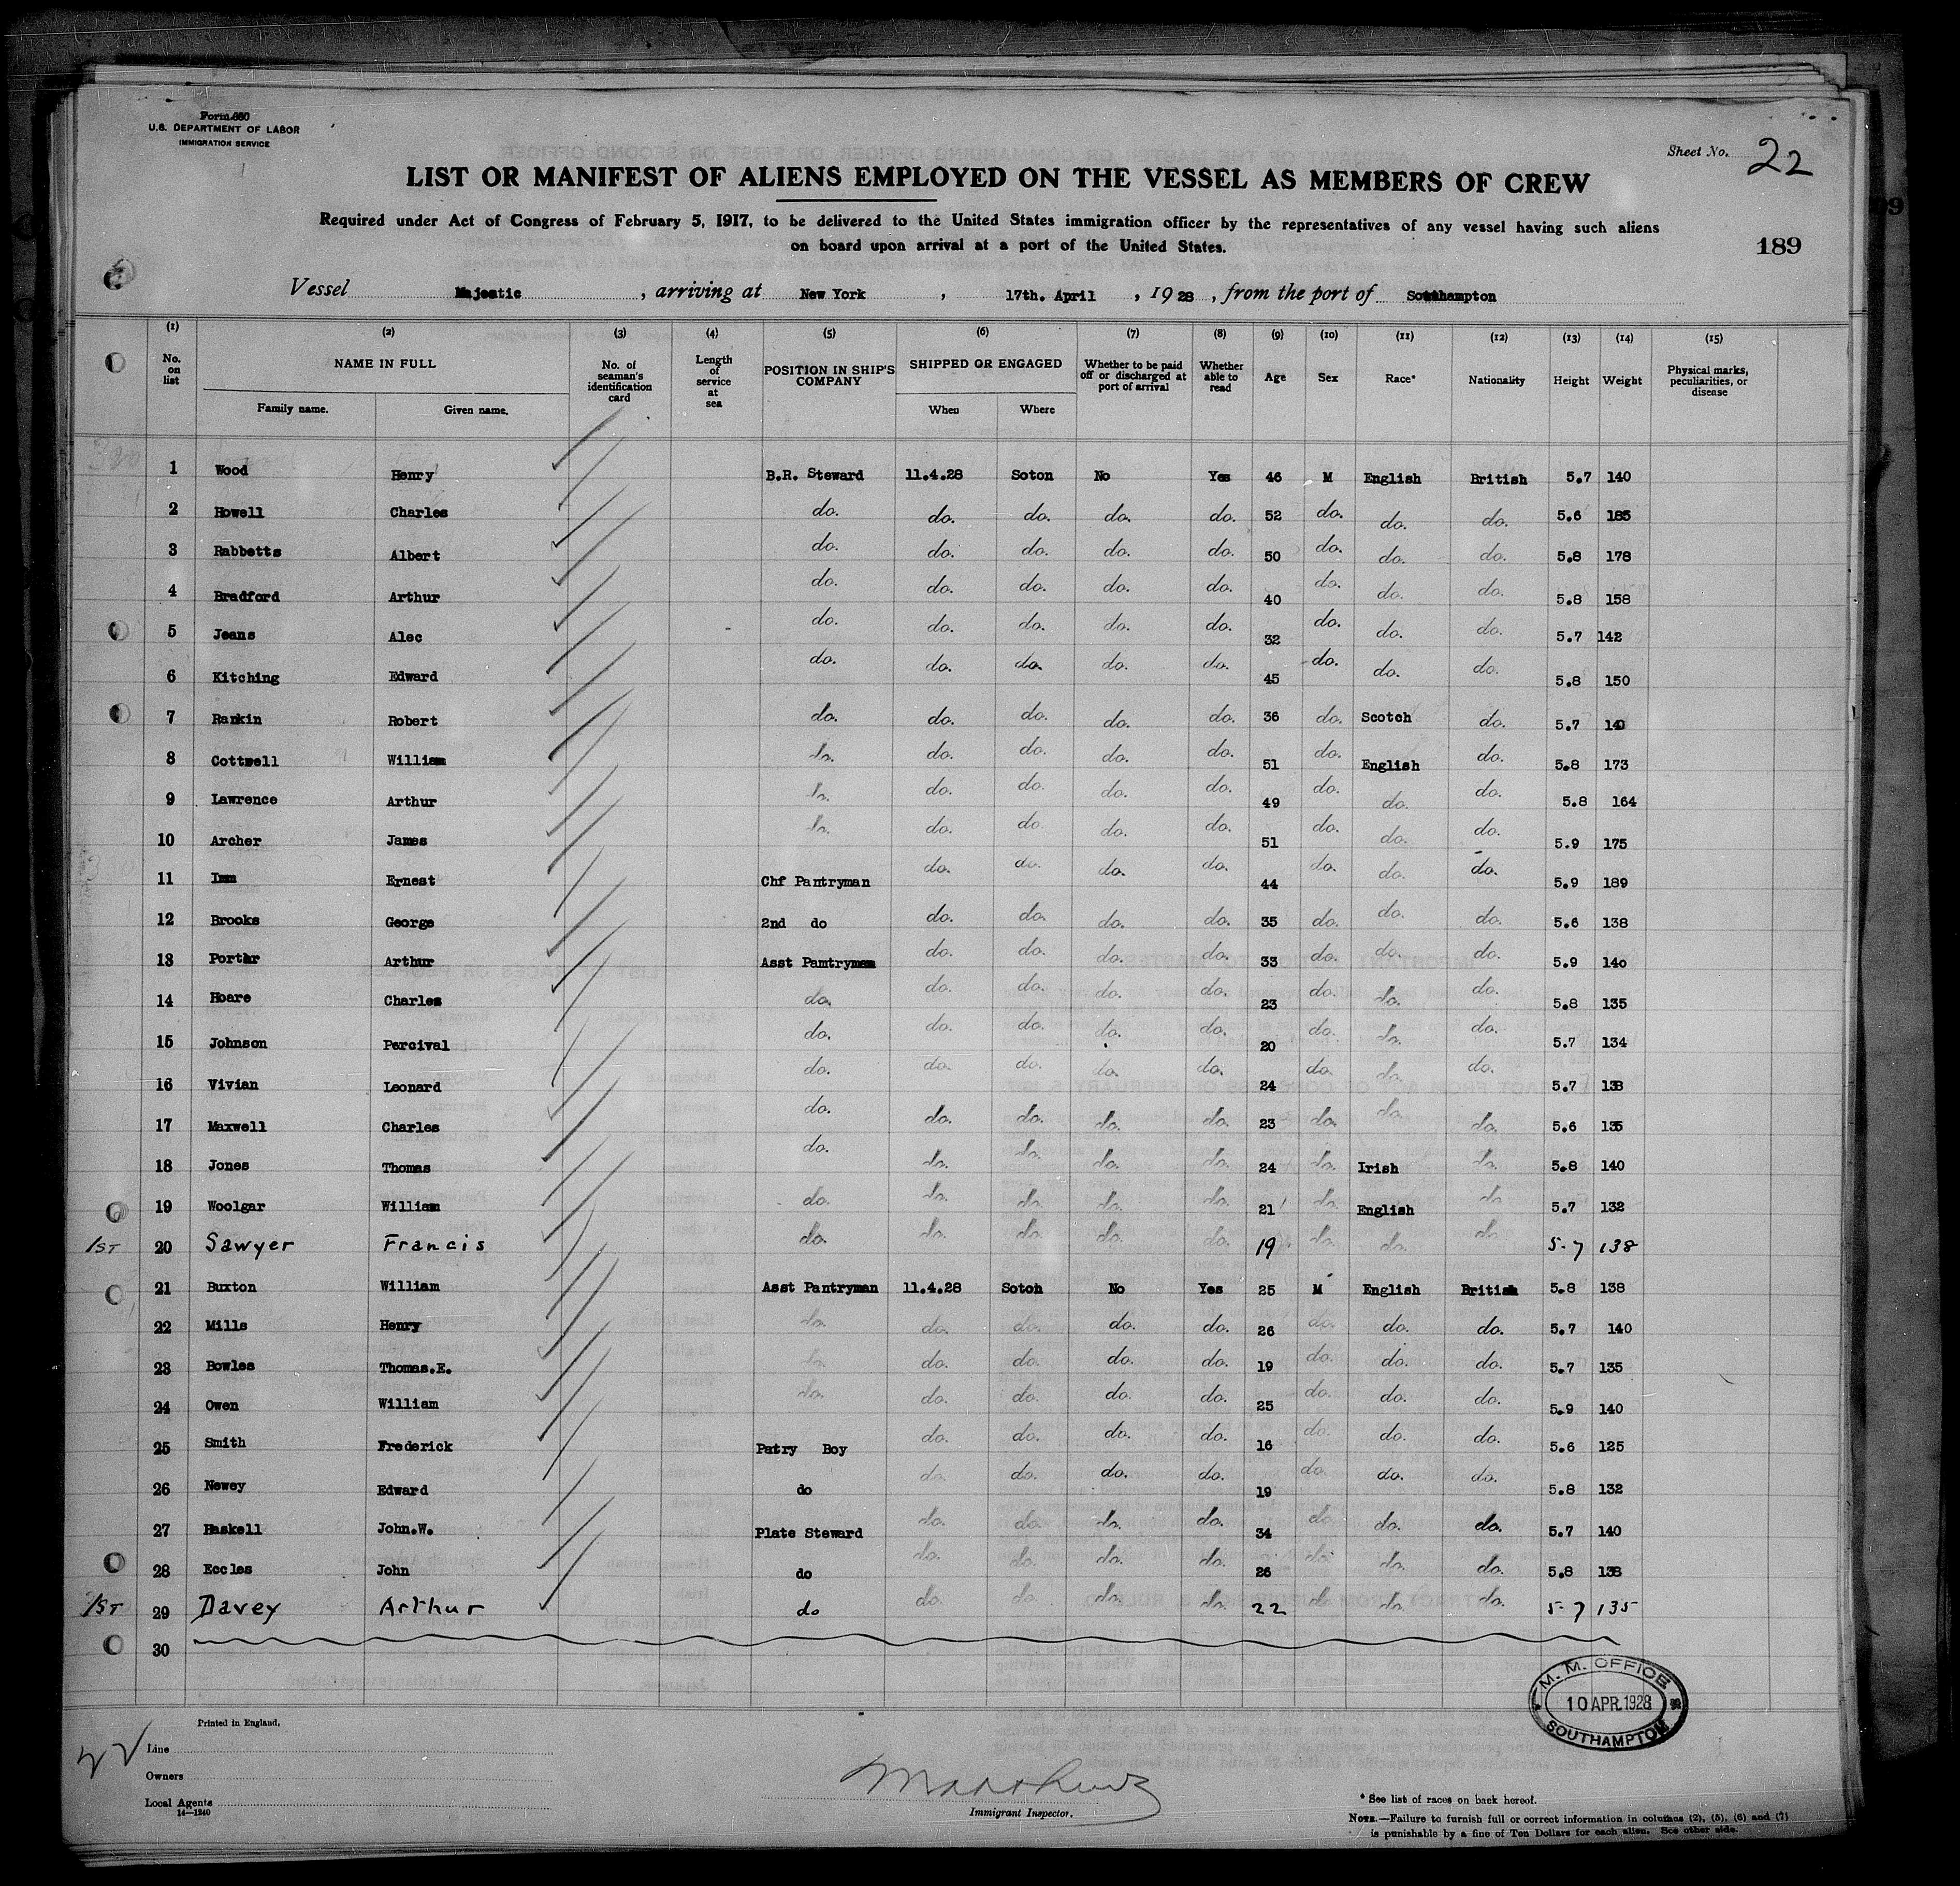 Form 680
U.S. DEPARTMENT OF LABOR
IMMIGRATION SERVICE
Sheet No. 22
LIST OR MANIFEST OF ALIENS EMPLOYED ON THE VESSEL AS MEMBERS OF CREW
Required under Act of Congress of February 5, 1917, to be delivered to the United States immigration officer by the representatives of any vessel having such aliens
on board upon arrival at a port of the United States.
189
Vessel Majestic , arriving at New York , 17th. April , 1928 , from the port of Southampton
(1) (2) (3) (4) (5) (6) (7) (8) (9) (10) (11) (12) (13) (14) (15)
No. on list NAME IN FULL No. of seaman's identification card Length of service at sea POSITION IN SHIP'S COMPANY SHIPPED OR ENGAGED Whether to be paid off or discharged at port of arrival Whether able to read Age Sex Race* Nationality Height Weight Physical marks, peculiarities, or disease
Family name. Given name. When Where
1 Wood Henry B.R. Steward 11.4.28 Soton No Yes 46 M English British 5.7 140
2 Howell Charles do. do. do. do. do. 52 do. do. do. 5.6 185
3 Rabbetts Albert do. do. do. do. do. 50 do. do. do. 5.8 178
4 Bradford Arthur do. do. do. do. do. 40 do. do. do. 5.8 158
5 Jeans Alec do. do. do. do. do. 32 do. do. do. 5.7 142
6 Kitching Edward do. do. do. do. do. 45 do. do. do. 5.8 150
7 Rankin Robert do. do. do. do. do. 36 do. Scotch do. 5.7 140
8 Cottwell William do. do. do. do. do. 51 do. English do. 5.8 173
9 Lawrence Arthur do. do. do. do. do. 49 do. do. do. 5.8 164
10 Archer James do. do. do. do. do. 51 do. do. do. 5.9 175
11 Imm Ernest Chf Pantryman do. do. do. do. 44 do. do. do. 5.9 189
12 Brooks George 2nd do do. do. do. do. 35 do. do. do. 5.6 138
13 Porter Arthur Asst Pamtryman do. do. do. do. 33 do. do. do. 5.9 140
14 Hoare Charles do. do. do. do. do. 23 do. do. do. 5.8 135
15 Johnson Percival do. do. do. do. do. 20 do. do. do. 5.7 134
16 Vivian Leonard do. do. do. do. do. 24 do. do. do. 5.7 138
17 Maxwell Charles do. do. do. do. do. 23 do. do. do. 5.6 135
18 Jones Thomas do. do. do. do. do. 24 do. Irish do. 5.8 140
19 Woolgar William do. do. do. do. do. 21 do. English do 5.7 132
1ST 20 Sawyer Francis do. do. do. do. do. 19 do. do. do. 5-7 138
21 Buxton William Asst Pantryman 11.4.28 Soton No Yes 25 M English British 5.8 138
22 Mills Henry do. do. do. do. do. 26 do. do. do. 5.7 140
23 Bowles Thomas.E. do. do. do. do. do. 19 do. do. do. 5.7 135
24 Owen William do. do. do. do. do. 25 do. do. do. 5.9 140
25 Smith Frederick Patry Boy do. do. do. do. 16 do. do. do. 5.6 125
26 Newey Edward do do. do. do. do. 19 do. do. do. 5.8 132
27 Haskell John.W. Plate Steward do. do. do. do. 34 do. do. do. 5.7 140
28 Eccles John do do. do. do. do. 26 do. do. do. 5.8 138
1ST 29 Davey Arthur do do. do. do. do. 22 do. do. do. 5-7 135
30
M. M. OFFICE
10 APR. 1928
SOUTHAMPTON
Printed in England.
Line
Owners
Local Agents
14—1240
Immigrant Inspector.
* See list of races on back hereof.
NOTE.—Failure to furnish full or correct information in columns (2), (5), (6) and (7)
is punishable by a fine of Ten Dollars for each alien. See other side.